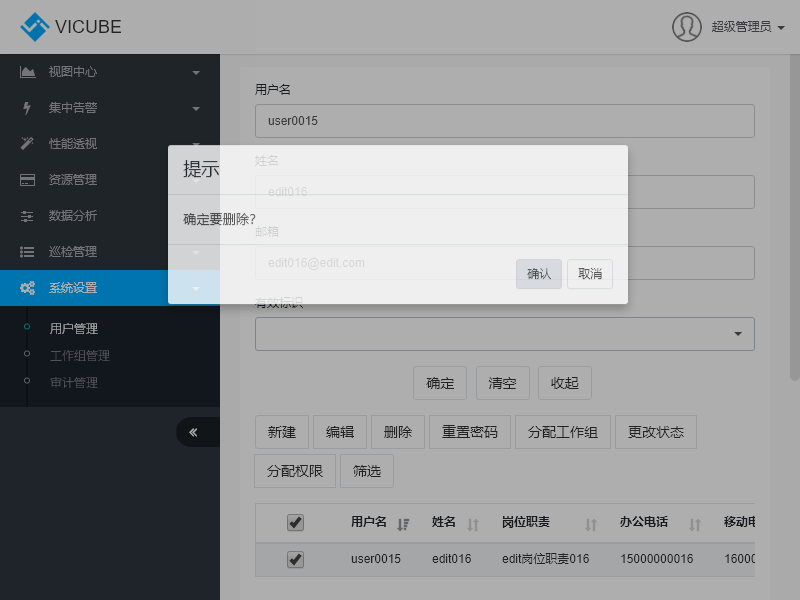 VICUBE
超级管理员
视图中心
集中告警
性能透视
资源管理
数据分析
巡检管理
系统设置
用户管理
工作组管理
审计管理
用户名
user0015
姓名
edit016
邮箱
edit016@edit.com
有效标识
提示
确定要删除?
确认 取消
确定 清空 收起
新建 编辑 删除 重置密码 分配工作组 更改状态
分配权限 筛选
用户名 姓名 岗位职责 办公电话 移动电
user0015 edit016 edit岗位职责016 15000000016 16000